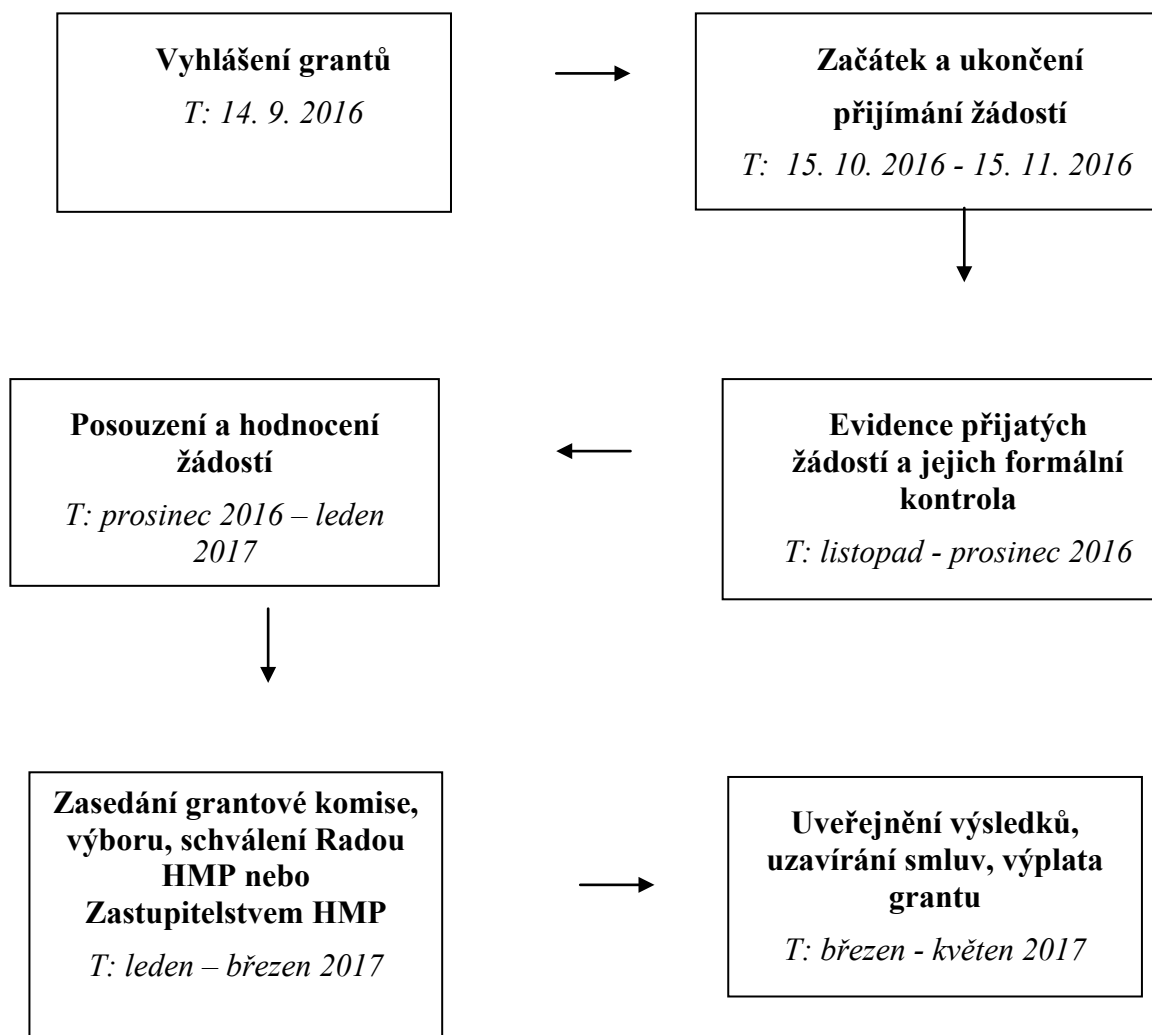 Vyhlášení grantů
T: 14. 9. 2016
Začátek a ukončení
přijímání žádostí
T: 15. 10. 2016 - 15. 11. 2016
Evidence přijatých
žádostí a jejich formální
kontrola
T: listopad - prosinec 2016
Posouzení a hodnocení
žádostí
T: prosinec 2016 – leden
2017
Zasedání grantové komise,
výboru, schválení Radou
HMP nebo
Zastupitelstvem HMP
T: leden – březen 2017
Uveřejnění výsledků,
uzavírání smluv, výplata
grantu
T: březen - květen 2017